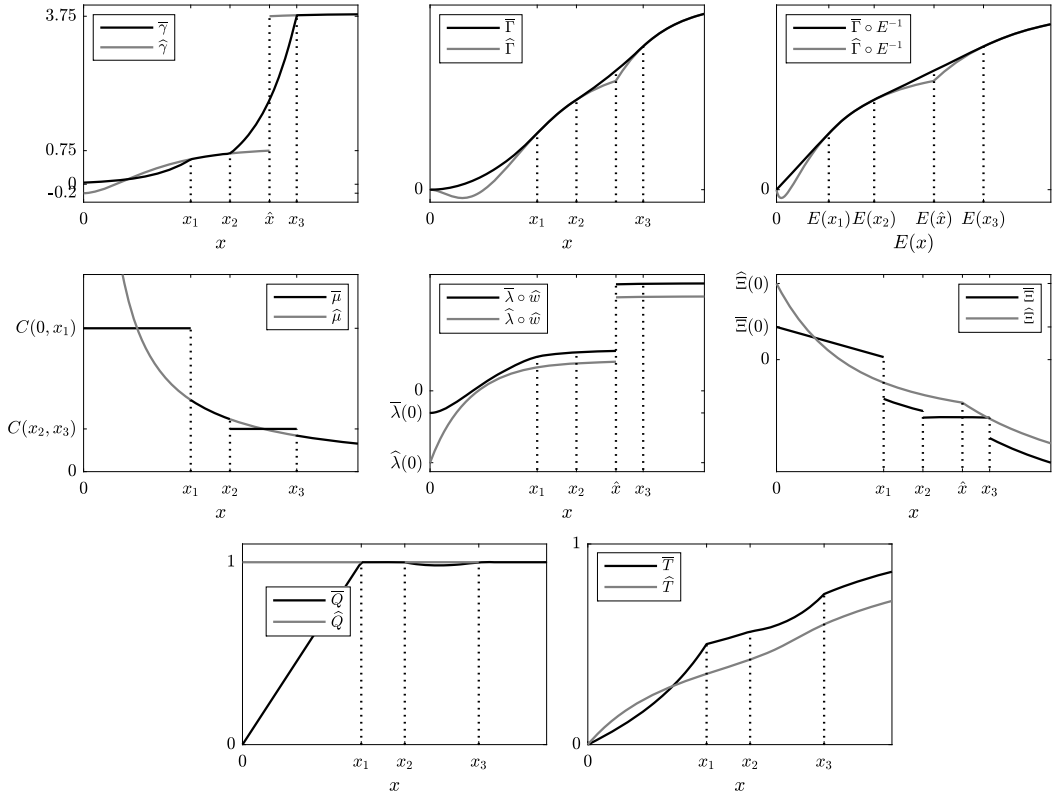 3.75
0.75
0
-0.2
γ̅
γ̂
0 x₁ x₂ x̂ x₃
x
Γ̅
Γ̂
0
0 x₁ x₂ x₃
x
Γ̅ ∘ E⁻¹
Γ̂ ∘ E⁻¹
0
0 E(x₁) E(x₂) E(x̂) E(x₃)
E(x)
μ̅
μ̂
C(0, x₁)
C(x₂, x₃)
0
0 x₁ x₂ x₃
x
λ̅ ∘ ŵ
λ̂ ∘ ŵ
0
λ̅(0)
λ̂(0)
0 x₁ x₂ x̂ x₃
x
Ξ̂(0)
Ξ̅(0)
0
Ξ̅
Ξ̂
0 x₁ x₂ x̂ x₃
x
1
Q̅
Q̂
0
0 x₁ x₂ x₃
x
1
T̅
T̂
0
0 x₁ x₂ x₃
x